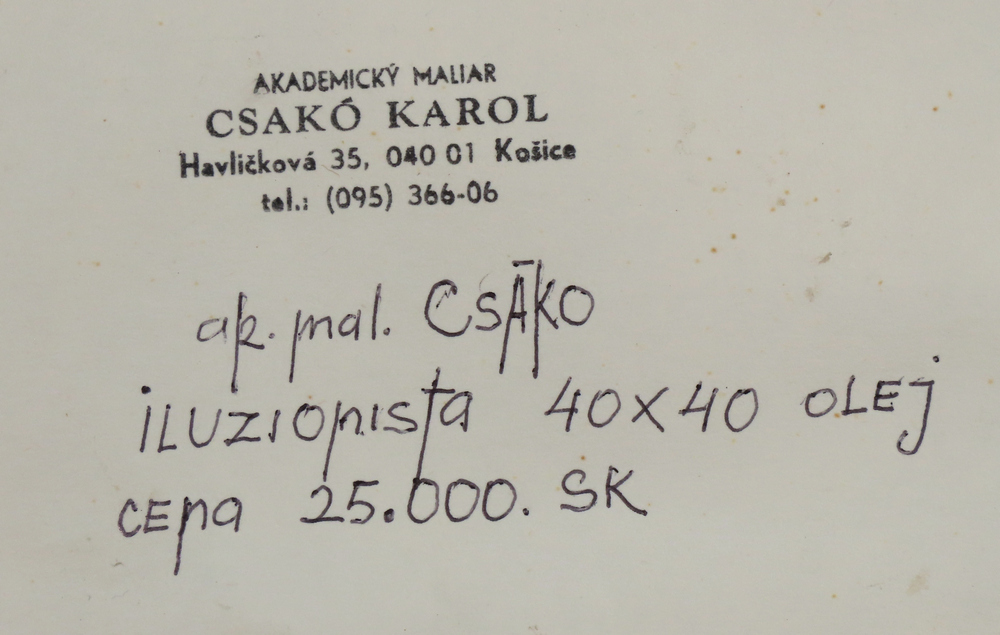 AKADEMICKÝ MALIAR
CSAKÓ KAROL
Havličková 35, 040 01 Košice
tel.: (095) 366-06
ak. mal. CSĀKO
iLUZIONISTA 40X40 OLEJ
CENA 25.000. SK